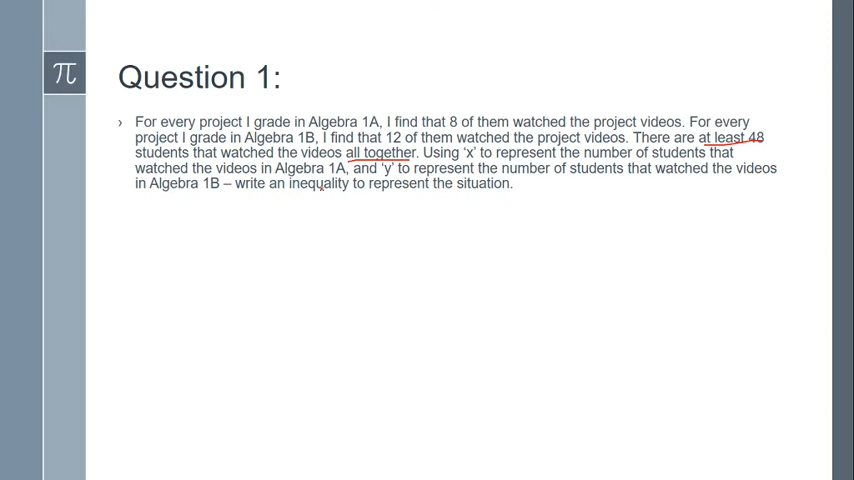 π
Question 1:
› For every project I grade in Algebra 1A, I find that 8 of them watched the project videos. For every
project I grade in Algebra 1B, I find that 12 of them watched the project videos. There are at least 48
students that watched the videos all together. Using ‘x’ to represent the number of students that
watched the videos in Algebra 1A, and ‘y’ to represent the number of students that watched the videos
in Algebra 1B – write an inequality to represent the situation.